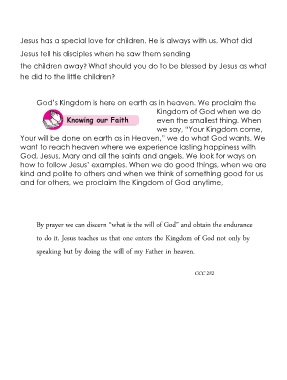 Jesus has a special love for children. He is always with us. What did
Jesus tell his disciples when he saw them sending
the children away? What should you do to be blessed by Jesus as what
he did to the little children?
God's Kingdom is here on earth as in heaven. We proclaim the
Kingdom of God when we do
Knowing our Faith
even the smallest thing. When
we say, "Your Kingdom come,
Your will be done on earth as in Heaven," we do what God wants. We
want to reach heaven where we experience lasting happiness with
God, Jesus, Mary and all the saints and angels. We look for ways on
how to follow Jesus' examples. When we do good things, when we are
kind and polite to others and when we think of something good for us
and for others, we proclaim the Kingdom of God anytime.
By prayer we can discern "what is the will of God" and obtain the endurance
to do it. Jesus teaches us that one enters the Kingdom of God not only by
speaking but by doing the will of my Father in heaven.